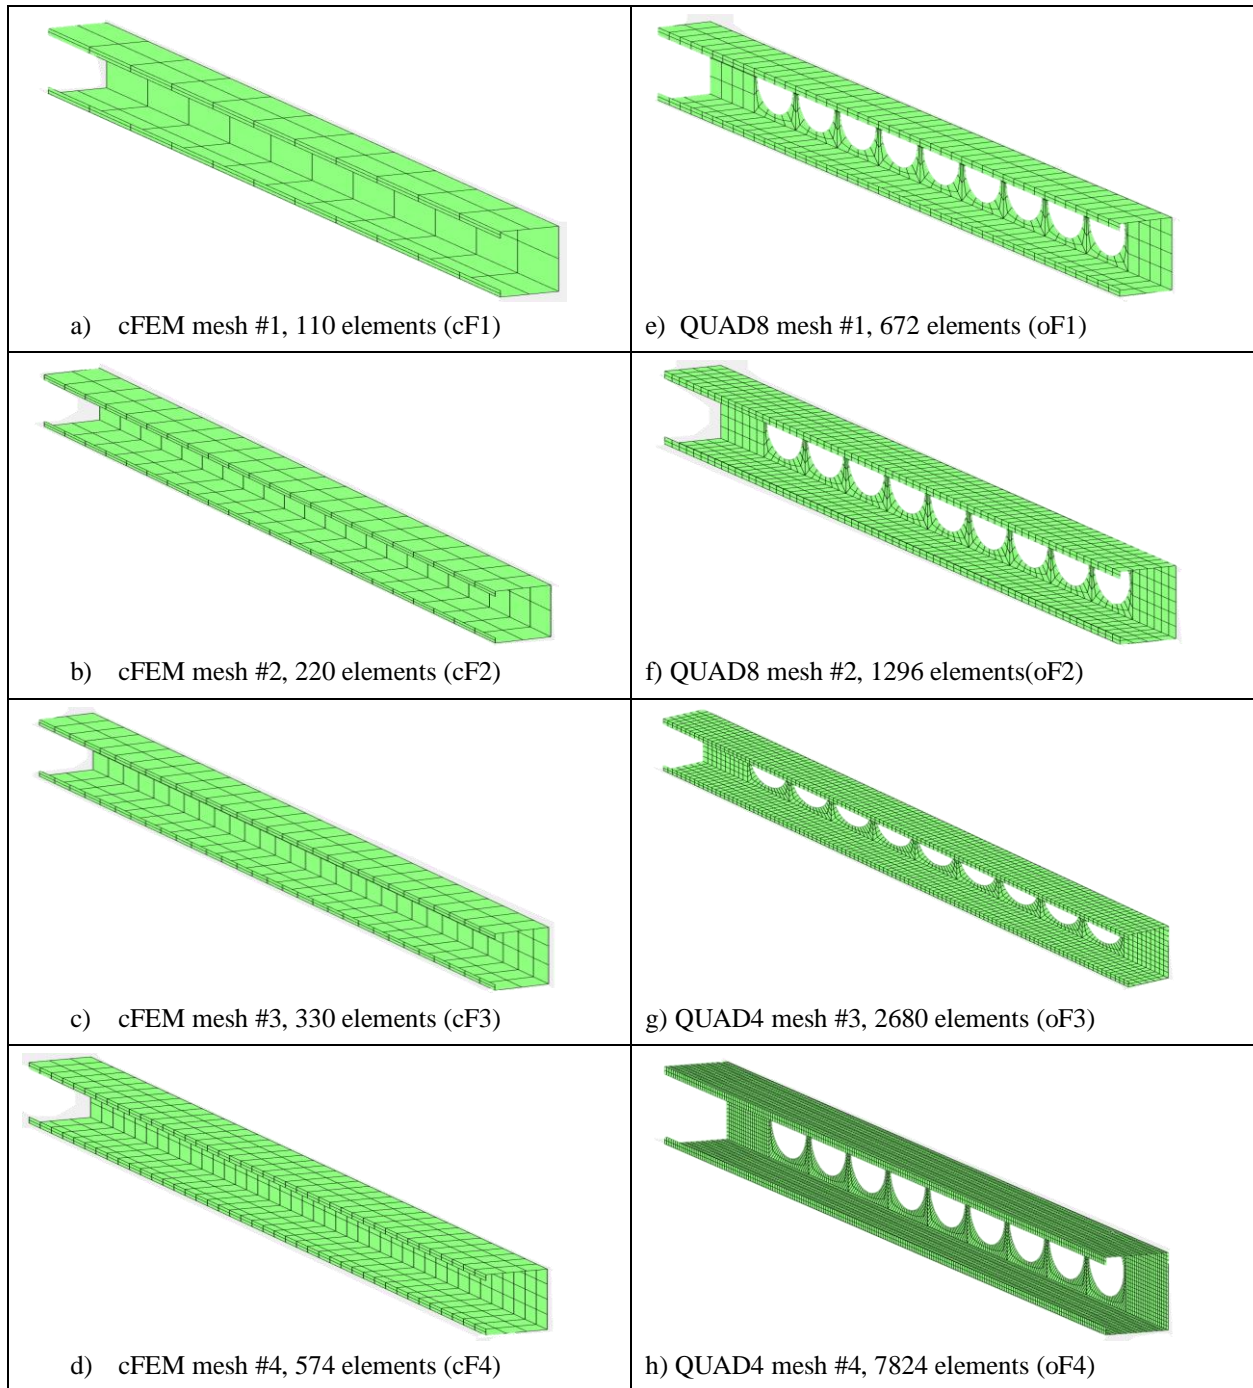 a) cFEM mesh #1, 110 elements (cF1)
e) QUAD8 mesh #1, 672 elements (oF1)
b) cFEM mesh #2, 220 elements (cF2)
f) QUAD8 mesh #2, 1296 elements(oF2)
c) cFEM mesh #3, 330 elements (cF3)
g) QUAD4 mesh #3, 2680 elements (oF3)
d) cFEM mesh #4, 574 elements (cF4)
h) QUAD4 mesh #4, 7824 elements (oF4)